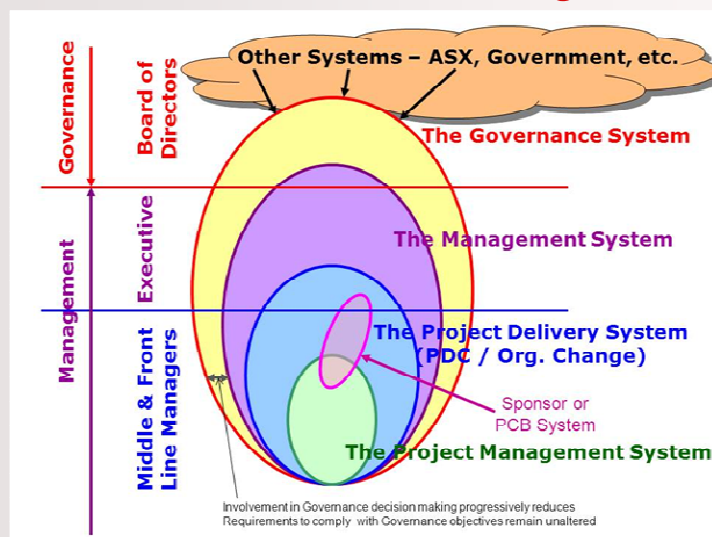 Other Systems – ASX, Government, etc.
Governance
Board of
Directors
The Governance System
Management
Executive
The Management System
Middle & Front
Line Managers
The Project Delivery System
(PDC / Org. Change)
Sponsor or
PCB System
The Project Management System
Involvement in Governance decision making progressively reduces
Requirements to comply with Governance objectives remain unaltered